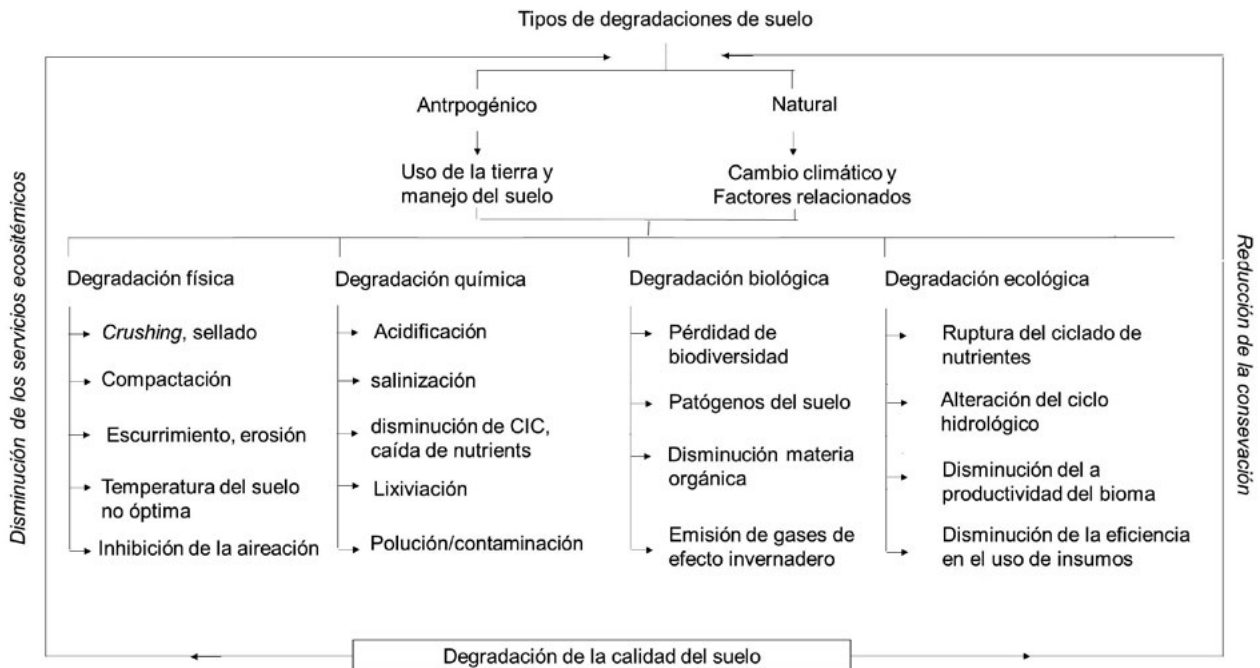 Tipos de degradaciones de suelo
Antrpogénico
Natural
Uso de la tierra y
manejo del suelo
Cambio climático y
Factores relacionados
Disminución de los servicios ecositémicos
Reducción de la consevación
Degradación física
Crushing, sellado
Compactación
Escurrimiento, erosión
Temperatura del suelo
no óptima
Inhibición de la aireación
Degradación química
Acidificación
salinización
disminución de CIC,
caída de nutrients
Lixiviación
Polución/contaminación
Degradación biológica
Pérdidad de
biodiversidad
Patógenos del suelo
Disminución materia
orgánica
Emisión de gases de
efecto invernadero
Degradación ecológica
Ruptura del ciclado de
nutrientes
Alteración del ciclo
hidrológico
Disminución del a
productividad del bioma
Disminución de la eficiencia
en el uso de insumos
Degradación de la calidad del suelo